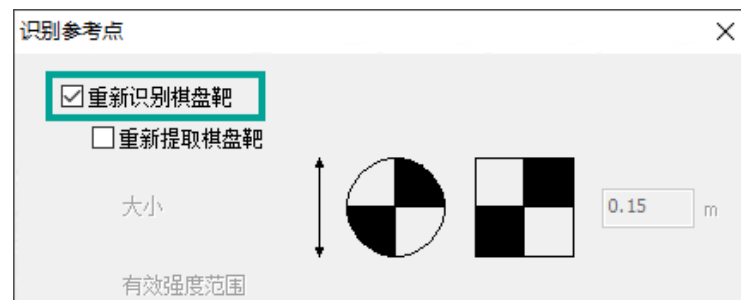 识别参考点
重新识别棋盘靶
重新提取棋盘靶
大小
0.15 m
有效强度范围